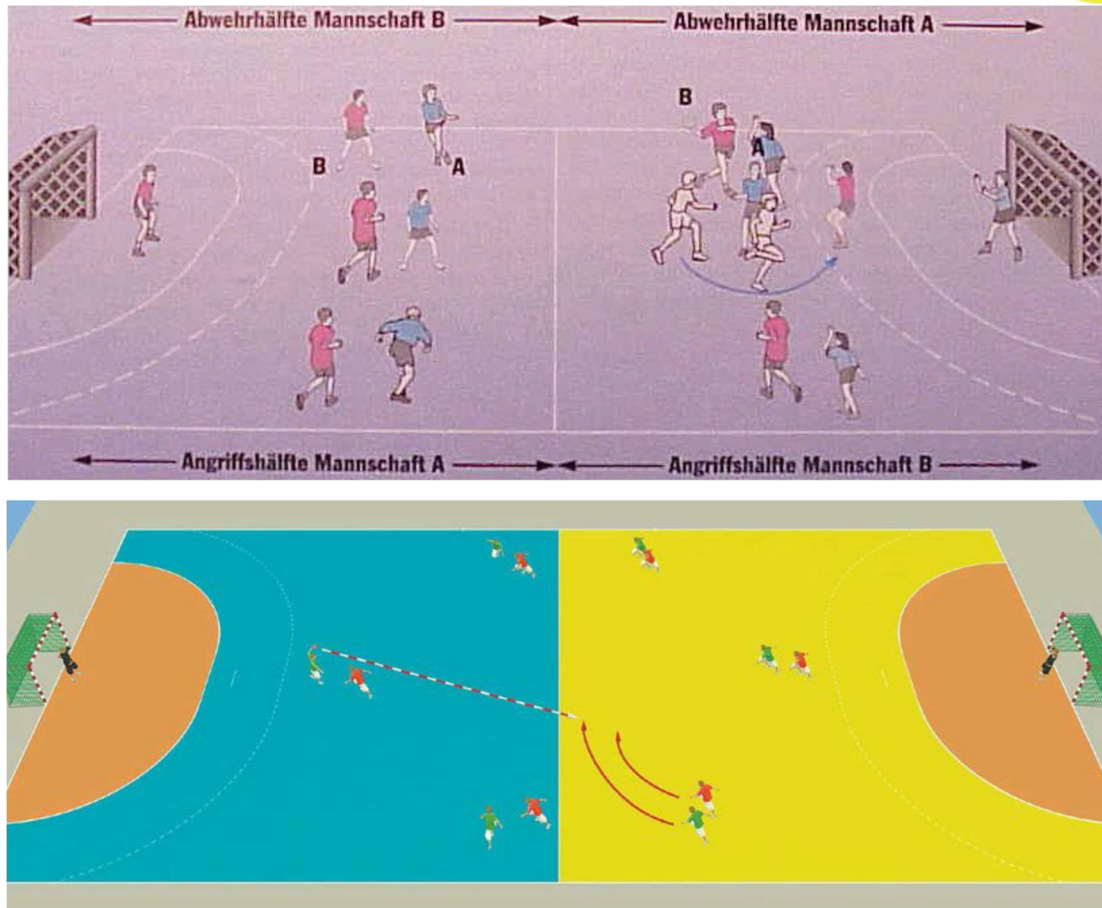 Abwehrhälfte Mannschaft B
Abwehrhälfte Mannschaft A
B
A
B
A
Angriffshälfte Mannschaft A
Angriffshälfte Mannschaft B